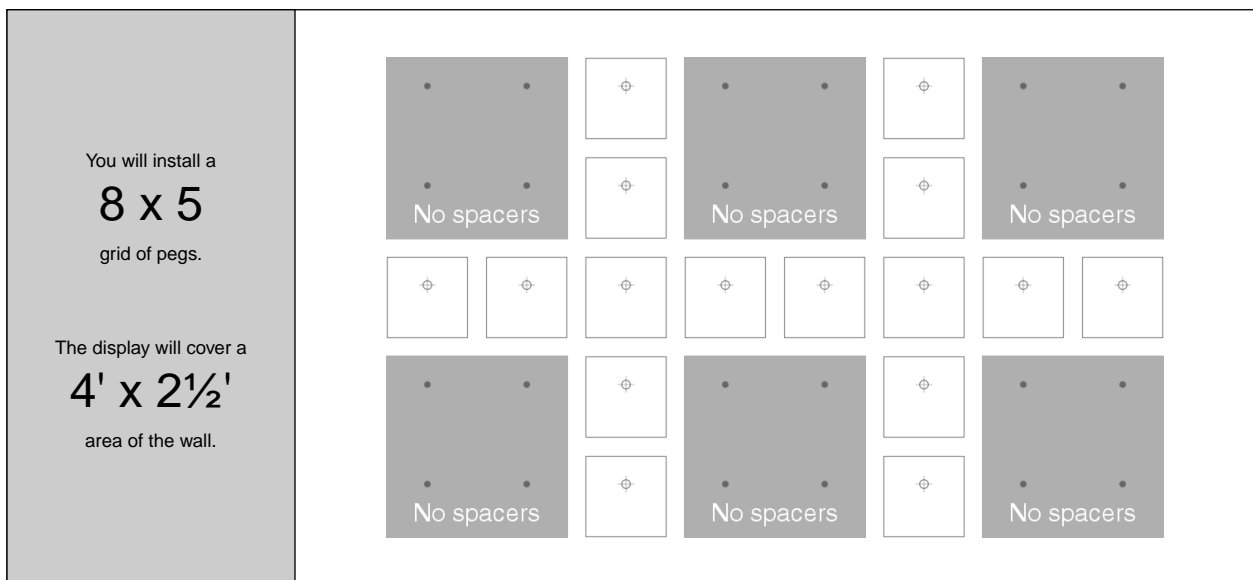 You will install a
8 x 5
grid of pegs.
The display will cover a
4' x 2½'
area of the wall.
No spacers
No spacers
No spacers
No spacers
No spacers
No spacers